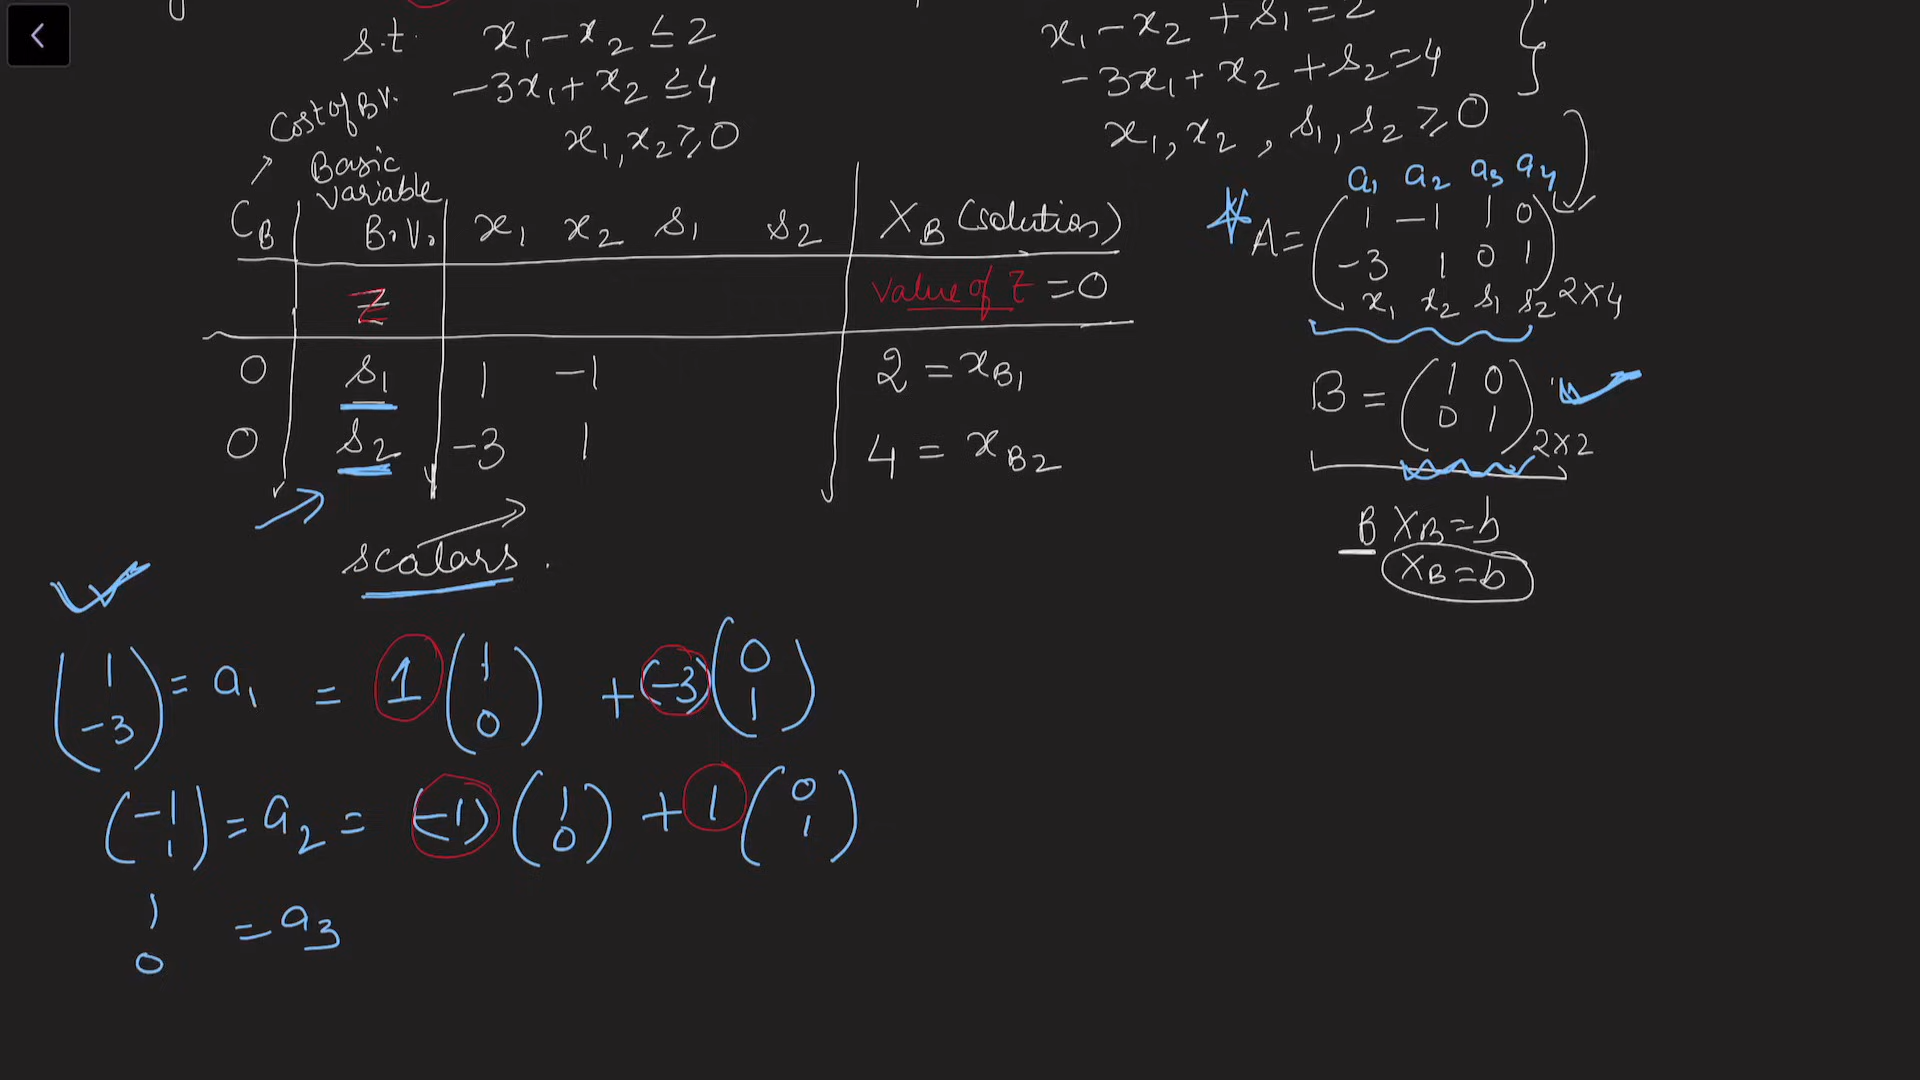 s.t. x₁ - x₂ ≤ 2
-3x₁ + x₂ ≤ 4
x₁, x₂ ≥ 0
x₁ - x₂ + s₁ = 2
-3x₁ + x₂ + s₂ = 4
x₁, x₂, s₁, s₂ ≥ 0
Cost of B.V.
Basic
variable
C_B B.V. x₁ x₂ s₁ s₂ X_B (solution)
Z value of Z = 0
0 s₁ 1 -1 2 = x_B₁
0 s₂ -3 1 4 = x_B₂
a₁ a₂ a₃ a₄
A = ( 1 -1 1 0
-3 1 0 1 )
x₁ x₂ s₁ s₂ 2×4
B = ( 1 0
0 1 ) 2×2
B X_B = b
X_B = b
scalars.
( 1 -3 ) = a₁ = 1 ( 1 0 ) + (-3) ( 0 1 )
( -1 1 ) = a₂ = (-1) ( 1 0 ) + 1 ( 0 1 )
1 0 = a₃